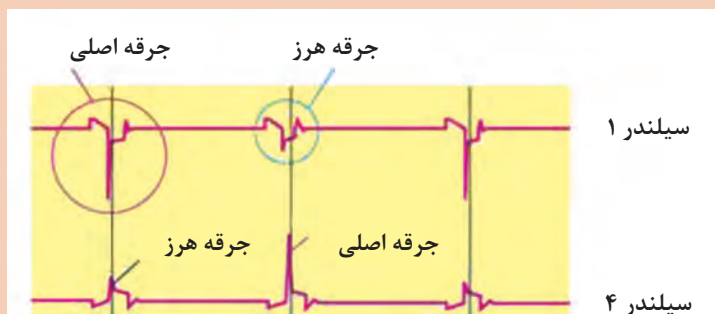 جرقه اصلی
جرقه هرز
سیلندر ۱
جرقه اصلی
جرقه هرز
سیلندر ۴